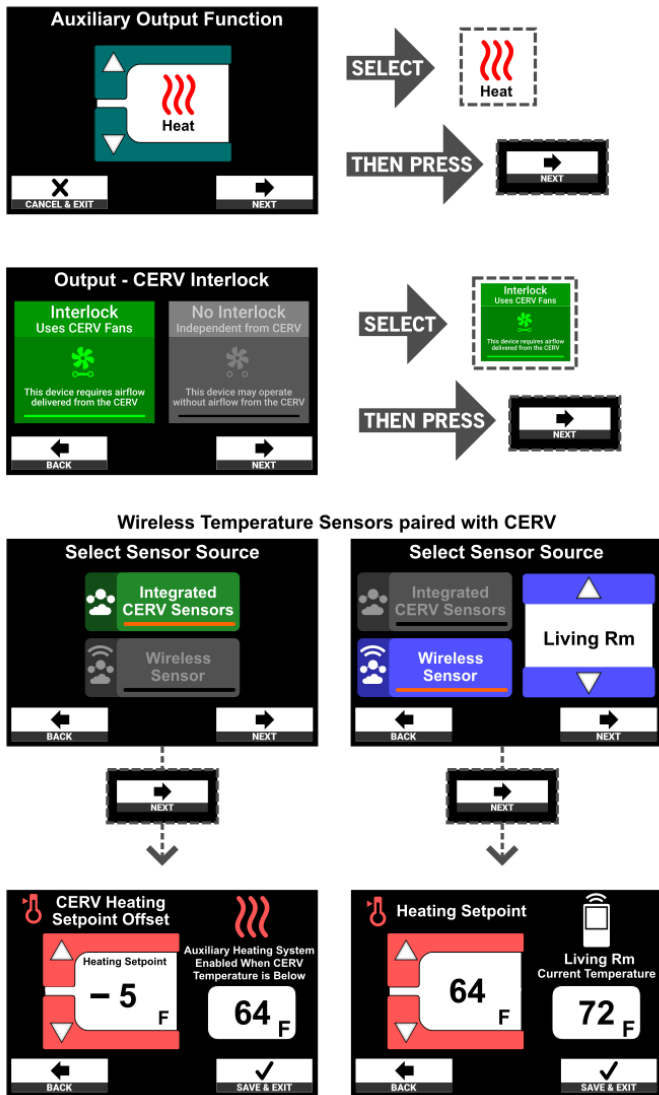 Auxiliary Output Function
Heat
CANCEL & EXIT
NEXT
SELECT
Heat
THEN PRESS
NEXT
Output - CERV Interlock
Interlock
Uses CERV Fans
This device requires airflow
delivered from the CERV
No Interlock
Independent from CERV
This device may operate
without airflow from the CERV
BACK
NEXT
SELECT
Interlock
Uses CERV Fans
This device requires airflow
delivered from the CERV
THEN PRESS
NEXT
Wireless Temperature Sensors paired with CERV
Select Sensor Source
Integrated
CERV Sensors
Wireless
Sensor
BACK
NEXT
Select Sensor Source
Integrated
CERV Sensors
Wireless
Sensor
Living Rm
BACK
NEXT
NEXT
NEXT
CERV Heating
Setpoint Offset
Heating Setpoint
– 5
F
Auxiliary Heating System
Enabled When CERV
Temperature is Below
64 F
BACK
SAVE & EXIT
Heating Setpoint
64
F
Living Rm
Current Temperature
72 F
BACK
SAVE & EXIT